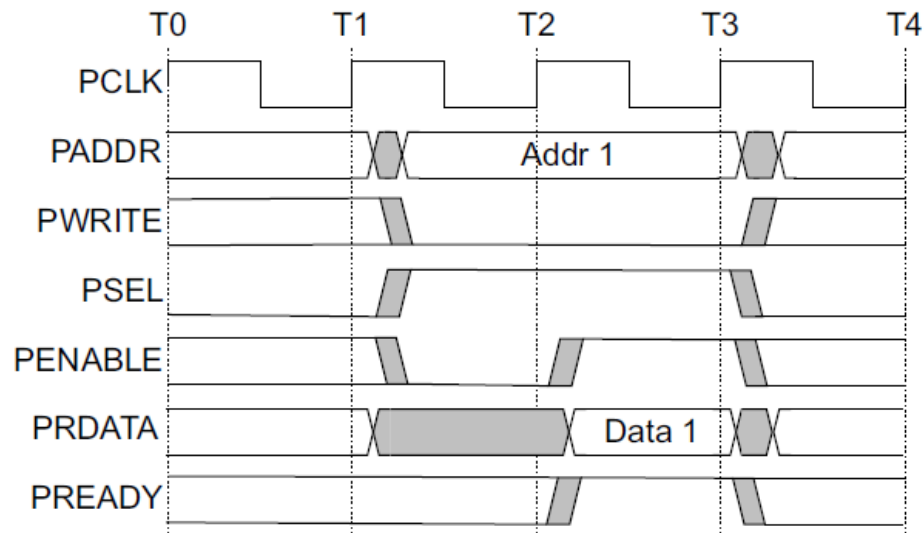 T0 T1 T2 T3 T4
PCLK
PADDR Addr 1
PWRITE
PSEL
PENABLE
PRDATA Data 1
PREADY